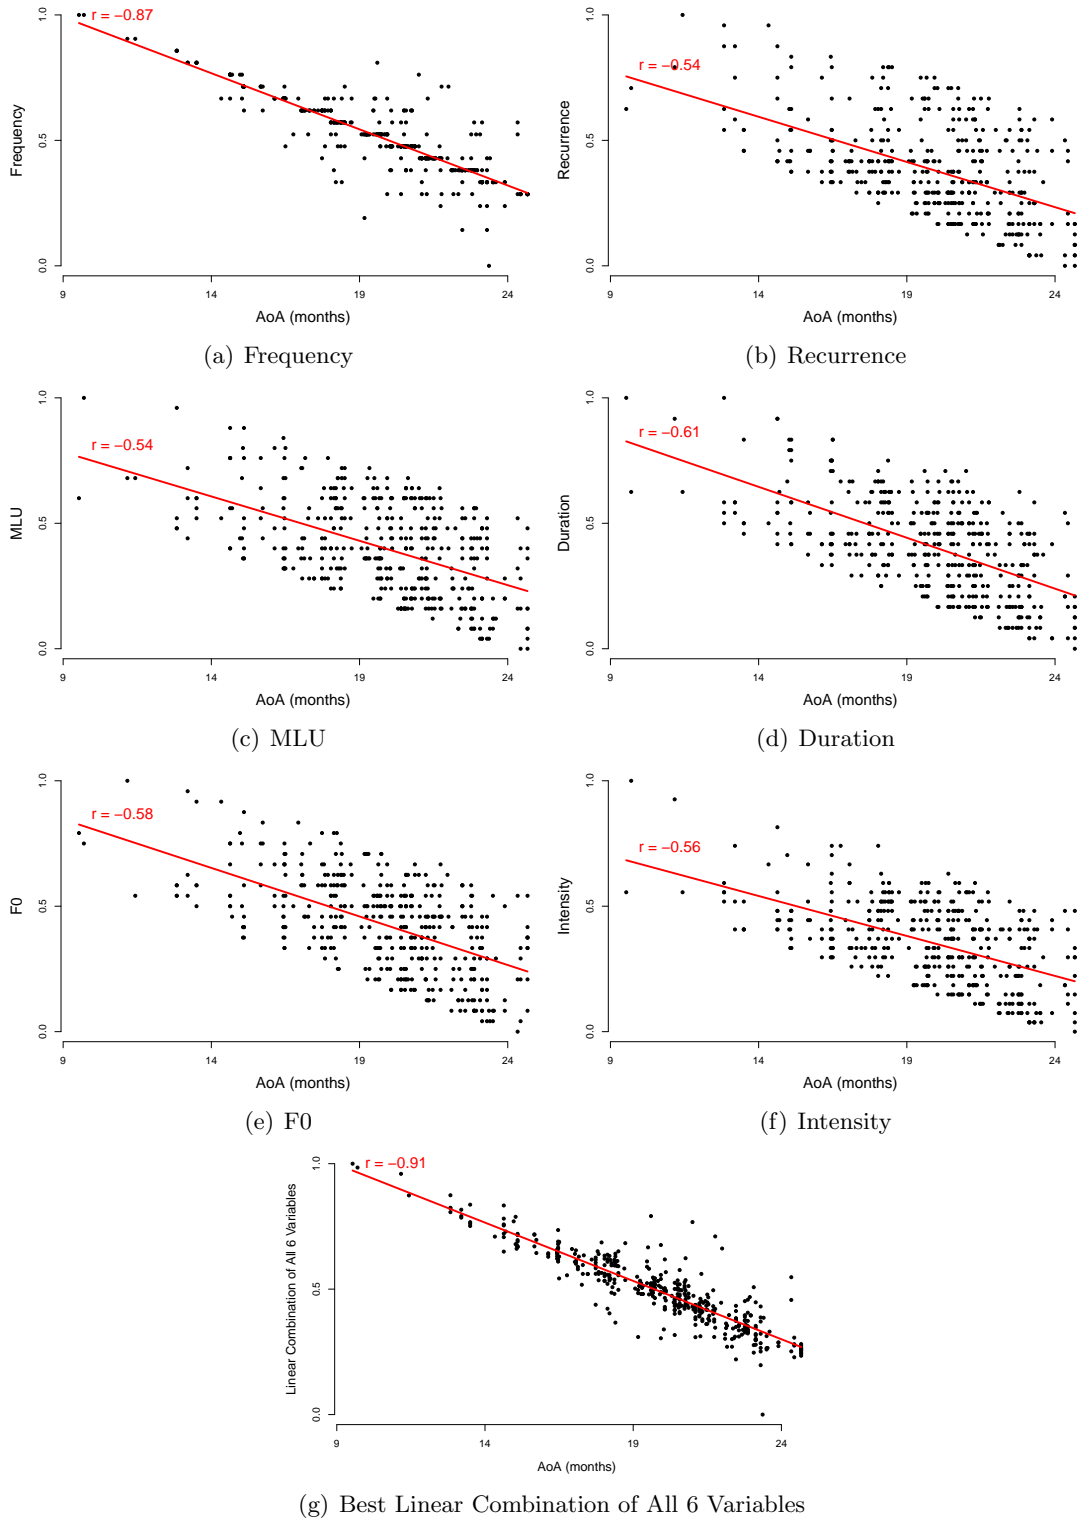 r = −0.87
Frequency
0.0 0.5 1.0
9 14 19 24
AoA (months)
(a) Frequency
r = −0.54
Recurrence
0.0 0.5 1.0
9 14 19 24
AoA (months)
(b) Recurrence
r = −0.54
MLU
0.0 0.5 1.0
9 14 19 24
AoA (months)
(c) MLU
r = −0.61
Duration
0.0 0.5 1.0
9 14 19 24
AoA (months)
(d) Duration
r = −0.58
F0
0.0 0.5 1.0
9 14 19 24
AoA (months)
(e) F0
r = −0.56
Intensity
0.0 0.5 1.0
9 14 19 24
AoA (months)
(f) Intensity
r = −0.91
Linear Combination of All 6 Variables
0.0 0.5 1.0
9 14 19 24
AoA (months)
(g) Best Linear Combination of All 6 Variables